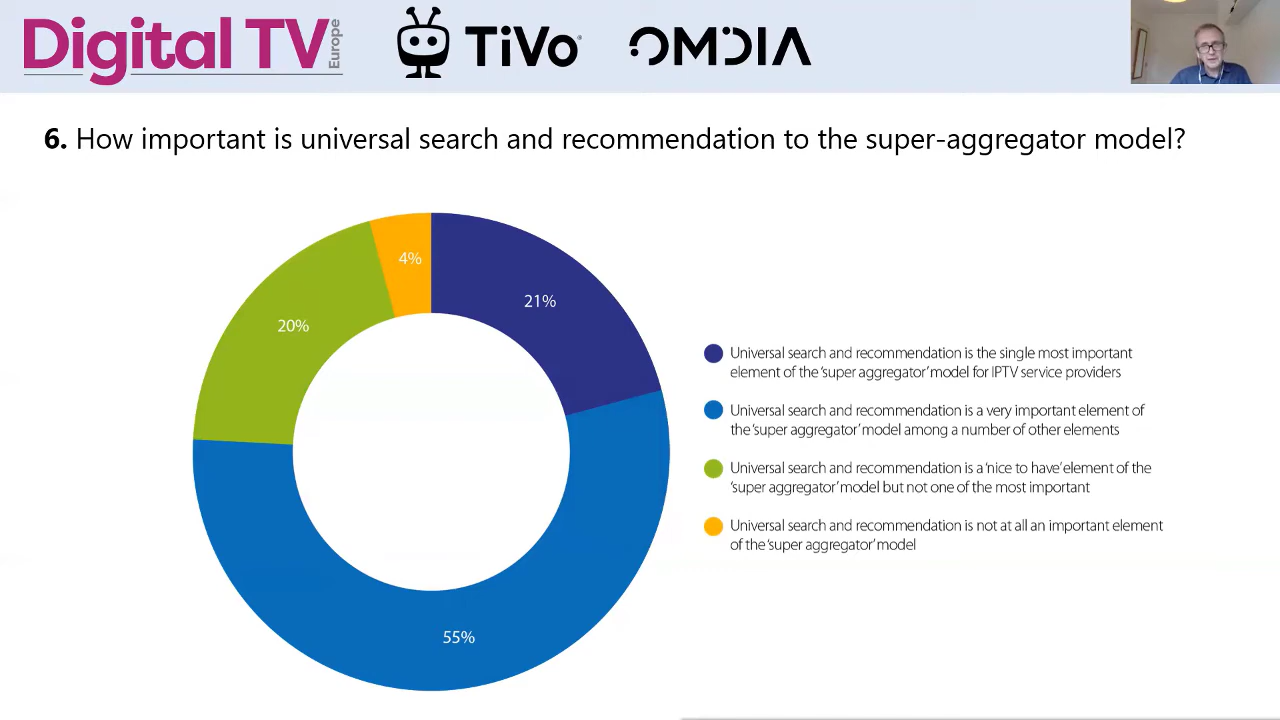 Digital TV Europe
TiVo®
OMDIA
6. How important is universal search and recommendation to the super-aggregator model?
4%
21%
20%
55%
Universal search and recommendation is the single most important
element of the ‘super aggregator’ model for IPTV service providers
Universal search and recommendation is a very important element of
the ‘super aggregator’ model among a number of other elements
Universal search and recommendation is a ‘nice to have’ element of the
‘super aggregator’ model but not one of the most important
Universal search and recommendation is not at all an important element
of the ‘super aggregator’ model